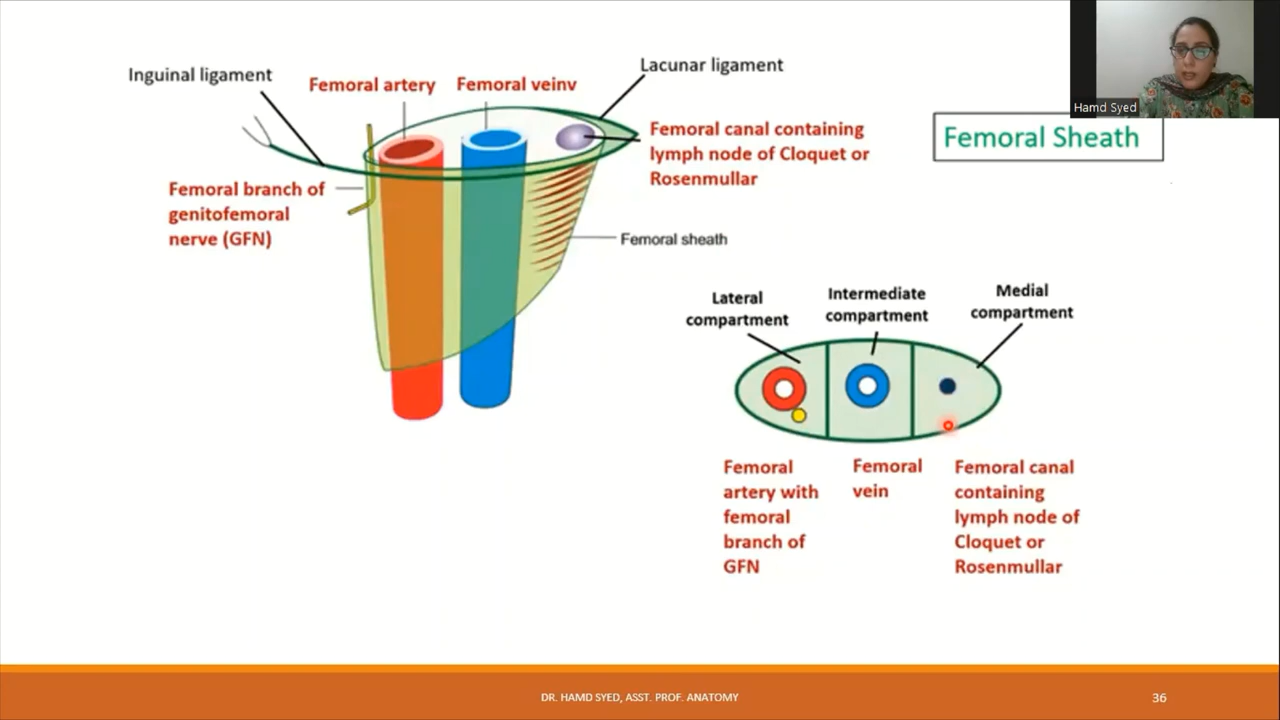 Hamd Syed
Femoral Sheath
Inguinal ligament
Femoral artery
Femoral veinv
Lacunar ligament
Femoral canal containing
lymph node of Cloquet or
Rosenmullar
Femoral branch of
genitofemoral
nerve (GFN)
Femoral sheath
Lateral
compartment
Intermediate
compartment
Medial
compartment
Femoral
artery with
femoral
branch of
GFN
Femoral
vein
Femoral canal
containing
lymph node of
Cloquet or
Rosenmullar
DR. HAMD SYED, ASST. PROF. ANATOMY
36